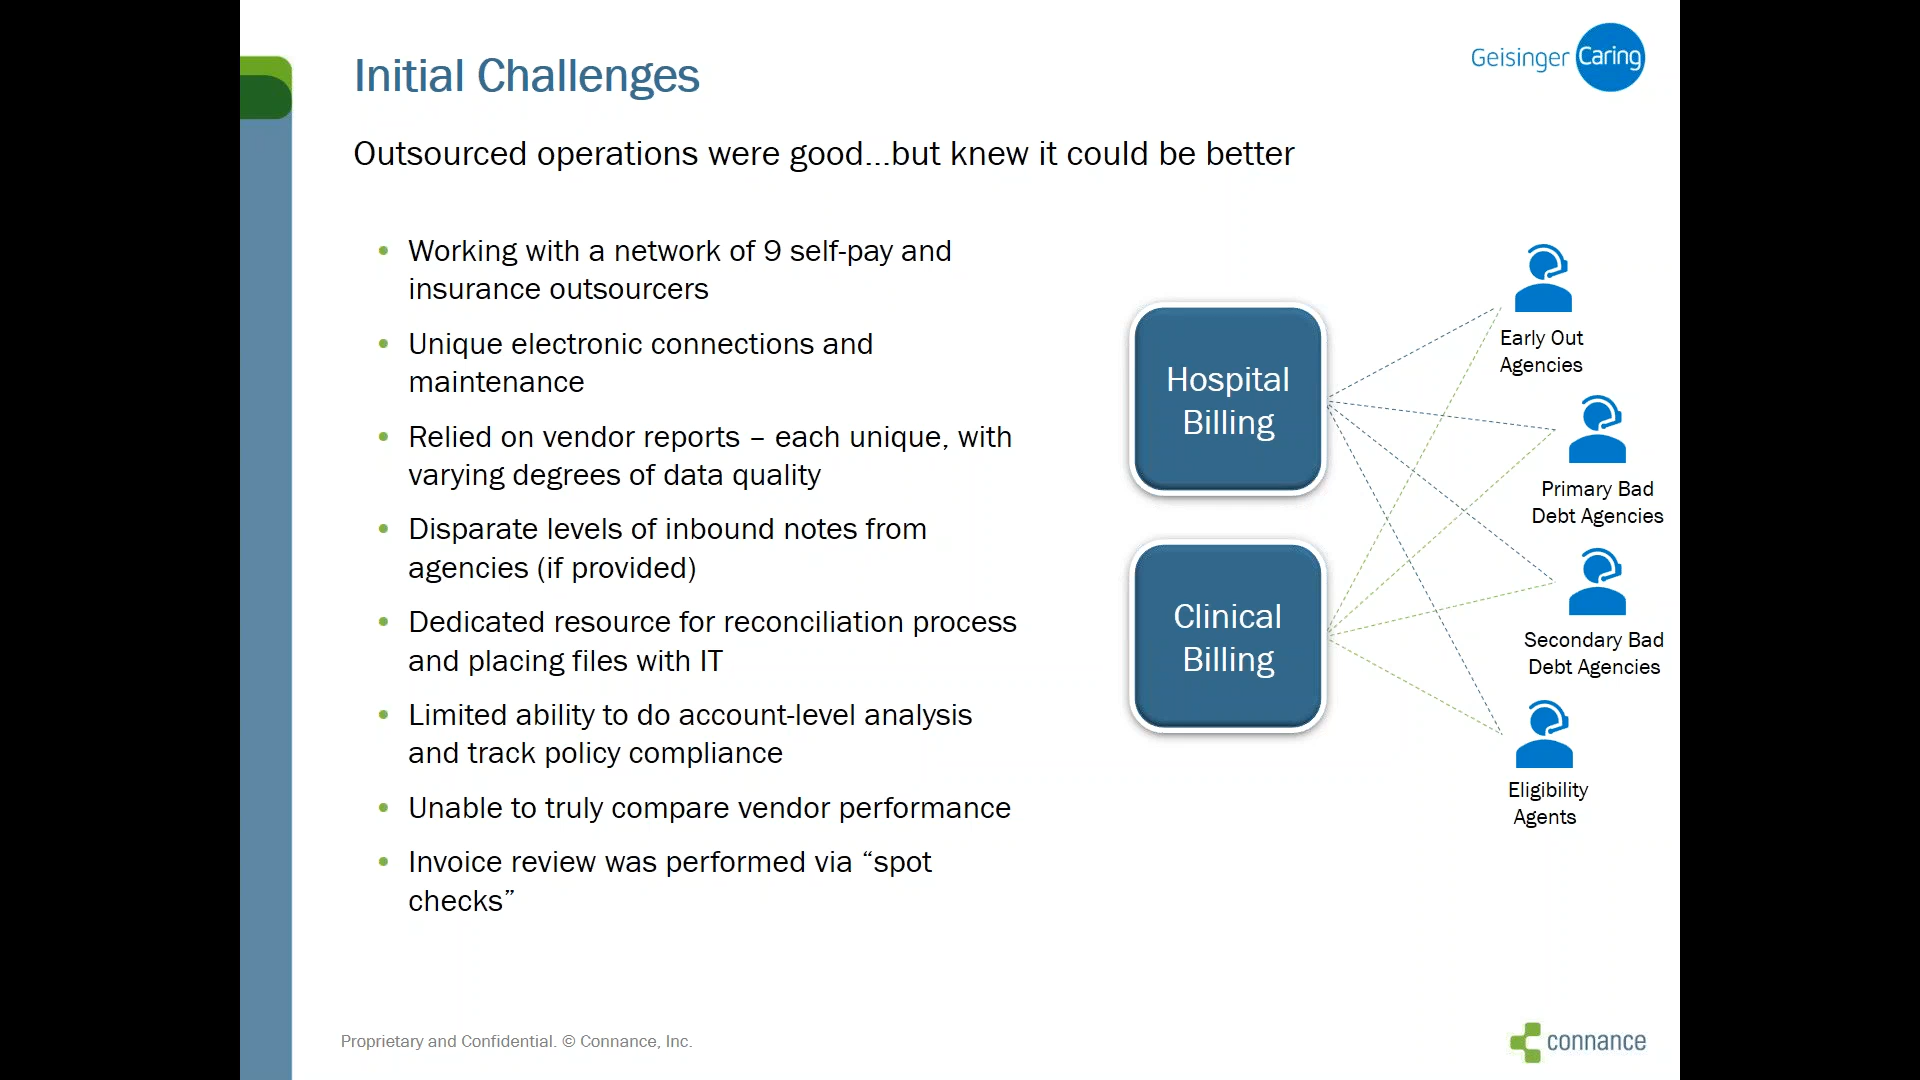 Initial Challenges
Geisinger Caring
Outsourced operations were good...but knew it could be better
• Working with a network of 9 self-pay and
insurance outsourcers
• Unique electronic connections and
maintenance
• Relied on vendor reports – each unique, with
varying degrees of data quality
• Disparate levels of inbound notes from
agencies (if provided)
• Dedicated resource for reconciliation process
and placing files with IT
• Limited ability to do account-level analysis
and track policy compliance
• Unable to truly compare vendor performance
• Invoice review was performed via “spot
checks”
Hospital
Billing
Clinical
Billing
Early Out
Agencies
Primary Bad
Debt Agencies
Secondary Bad
Debt Agencies
Eligibility
Agents
Proprietary and Confidential. © Connance, Inc.
connance